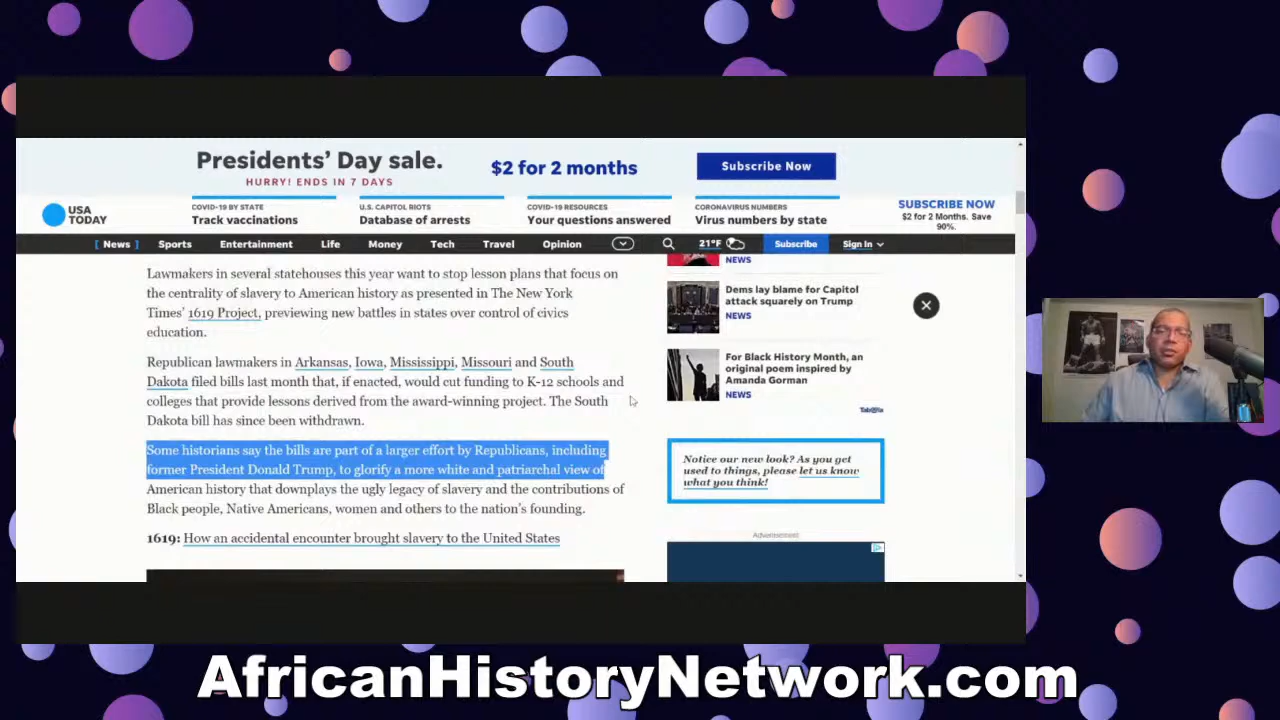 Presidents' Day sale.
HURRY! ENDS IN 7 DAYS
$2 for 2 months
Subscribe Now
USA
TODAY
COVID-19 BY STATE
Track vaccinations
U.S. CAPITOL RIOTS
Database of arrests
COVID-19 RESOURCES
Your questions answered
CORONAVIRUS NUMBERS
Virus numbers by state
SUBSCRIBE NOW
$2 for 2 Months. Save
90%.
[ News ] Sports Entertainment Life Money Tech Travel Opinion 21°F Subscribe Sign In
Lawmakers in several statehouses this year want to stop lesson plans that focus on
the centrality of slavery to American history as presented in The New York
Times' 1619 Project, previewing new battles in states over control of civics
education.
Republican lawmakers in Arkansas, Iowa, Mississippi, Missouri and South
Dakota filed bills last month that, if enacted, would cut funding to K-12 schools and
colleges that provide lessons derived from the award-winning project. The South
Dakota bill has since been withdrawn.
Some historians say the bills are part of a larger effort by Republicans, including
former President Donald Trump, to glorify a more white and patriarchal view of
American history that downplays the ugly legacy of slavery and the contributions of
Black people, Native Americans, women and others to the nation's founding.
1619: How an accidental encounter brought slavery to the United States
NEWS
Dems lay blame for Capitol
attack squarely on Trump
NEWS
For Black History Month, an
original poem inspired by
Amanda Gorman
NEWS
Taboola
Notice our new look? As you get
used to things, please let us know
what you think!
Advertisement
AfricanHistoryNetwork.com